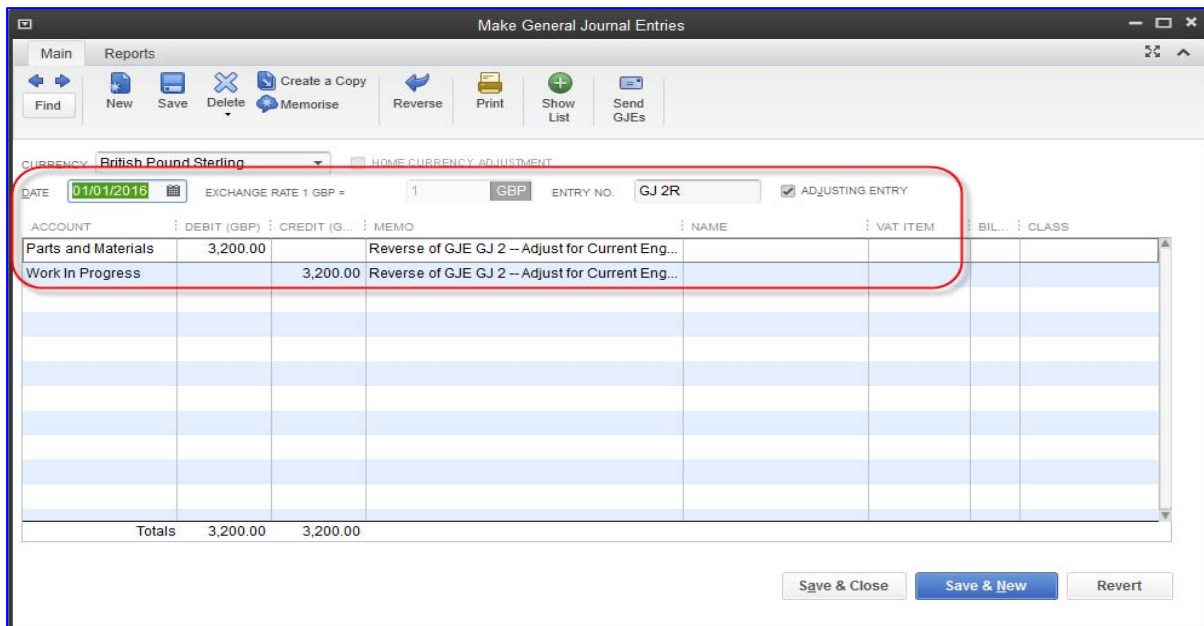 Make General Journal Entries
Main Reports
Find New Save Delete Create a Copy Memorise Reverse Print Show List Send GJEs
CURRENCY British Pound Sterling HOME CURRENCY ADJUSTMENT
DATE 01/01/2016 EXCHANGE RATE 1 GBP = 1 GBP ENTRY NO. GJ 2R ADJUSTING ENTRY
ACCOUNT DEBIT (GBP) CREDIT (G... MEMO NAME VAT ITEM BIL... CLASS
Parts and Materials 3,200.00 Reverse of GJE GJ 2 -- Adjust for Current Eng...
Work In Progress 3,200.00 Reverse of GJE GJ 2 -- Adjust for Current Eng...
Totals 3,200.00 3,200.00
Save & Close Save & New Revert